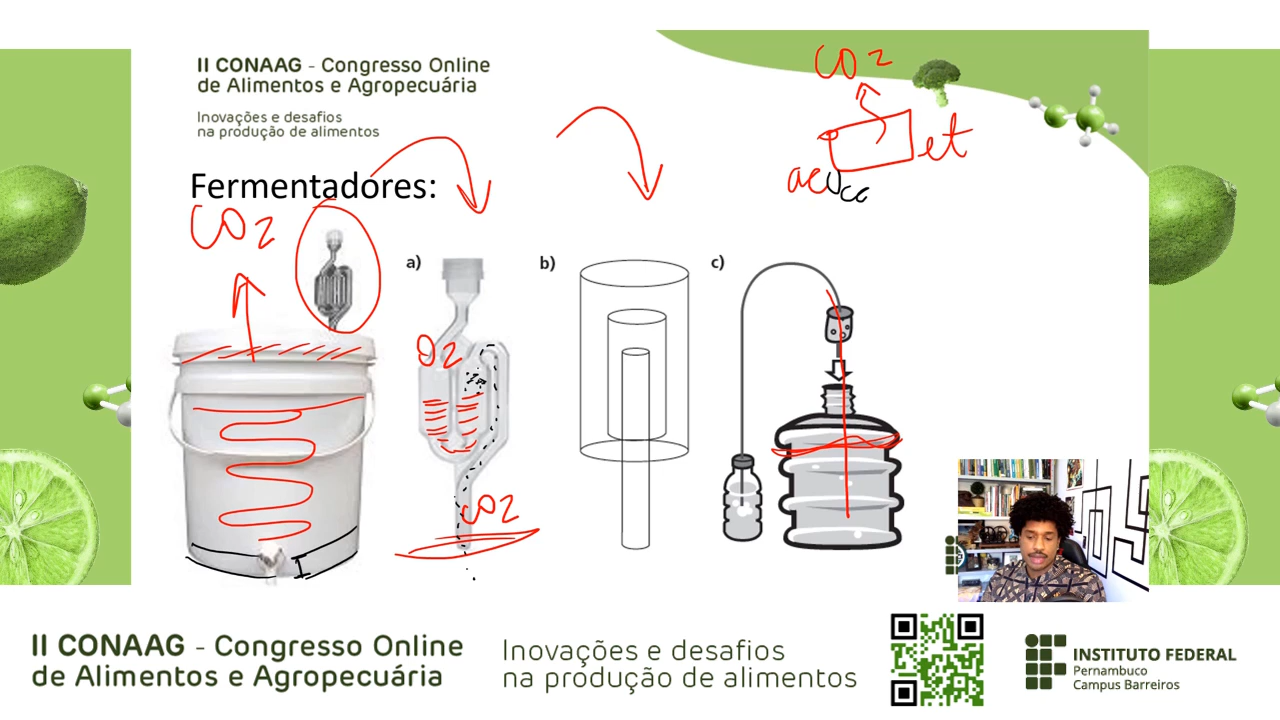 II CONAAG - Congresso Online
de Alimentos e Agropecuária
Inovações e desafios
na produção de alimentos
CO2
et
Fermentadores:
CO2
a)
b)
c)
O2
CO2
II CONAAG - Congresso Online
de Alimentos e Agropecuária
Inovações e desafios
na produção de alimentos
INSTITUTO FEDERAL
Pernambuco
Campus Barreiros